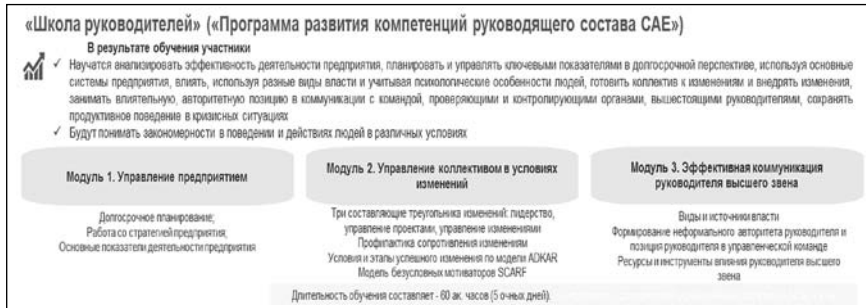 «Школа руководителей» («Программа развития компетенций руководящего состава САЕ»)
В результате обучения участники
✓ Научатся анализировать эффективность деятельности предприятия, планировать и управлять ключевыми показателями в долгосрочной перспективе, используя основные
системы предприятия, влиять, используя разные виды власти и учитывая психологические особенности людей, готовить коллектив к изменениям и внедрять изменения,
занимать влиятельную, авторитетную позицию в коммуникации с командой, проверяющими и контролирующими органами, вышестоящими руководителями, сохранять
продуктивное поведение в кризисных ситуациях
✓ Будут понимать закономерности в поведении и действиях людей в различных условиях
Модуль 1. Управление предприятием
Долгосрочное планирование;
Работа со стратегией предприятия;
Основные показатели деятельности предприятия
Модуль 2. Управление коллективом в условиях
изменений
Три составляющие треугольника изменений: лидерство,
управление проектами, управление изменениями
Профилактика сопротивления изменениям
Условия и этапы успешного изменения по модели ADKAR
Модель безусловных мотиваторов SCARF
Модуль 3. Эффективная коммуникация
руководителя высшего звена
Виды и источники власти
Формирование неформального авторитета руководителя и
позиция руководителя в управленческой команде
Ресурсы и инструменты влияния руководителя высшего
звена
Длительность обучения составляет - 60 ак. часов (5 очных дней).